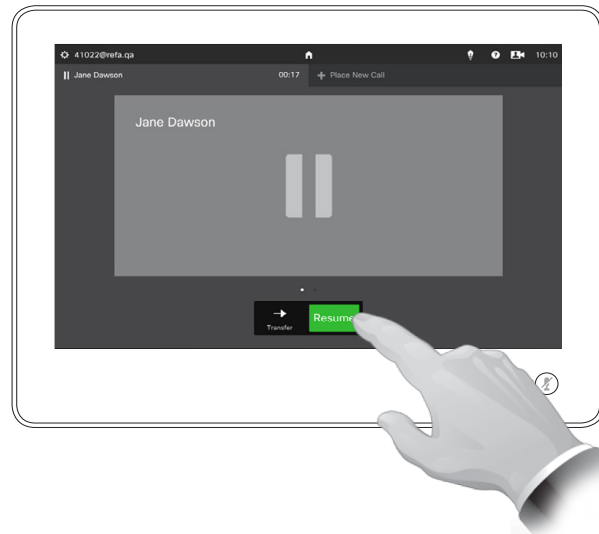 41022@refa.qa 10:10
Jane Dawson 00:17 Place New Call
Jane Dawson
Transfer Resume